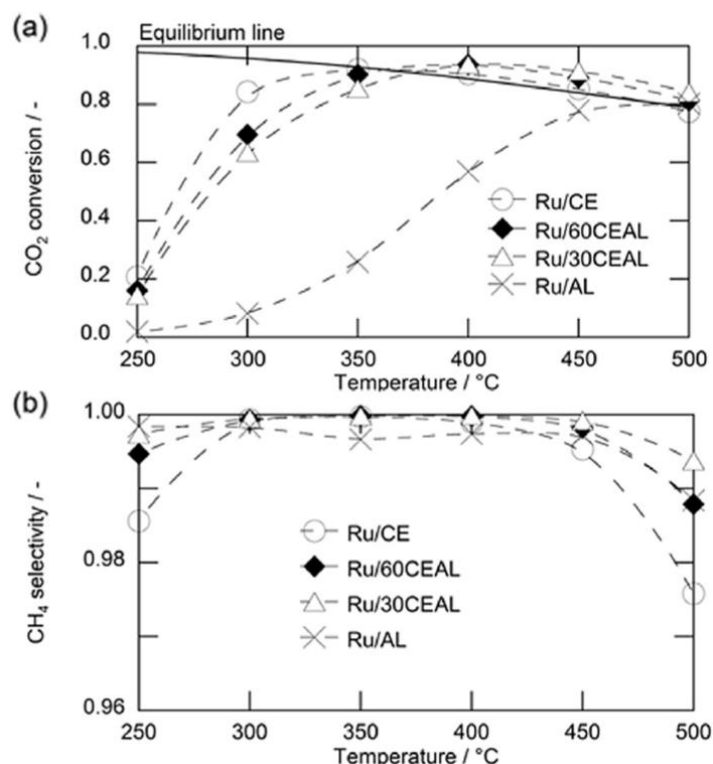 (a)
Equilibrium line
1.0
0.8
0.6
0.4
0.2
0.0
CO₂ conversion / -
Ru/CE
Ru/60CEAL
Ru/30CEAL
Ru/AL
250 300 350 400 450 500
Temperature / °C
(b)
1.00
0.98
0.96
CH₄ selectivity / -
Ru/CE
Ru/60CEAL
Ru/30CEAL
Ru/AL
250 300 350 400 450 500
Temperature / °C